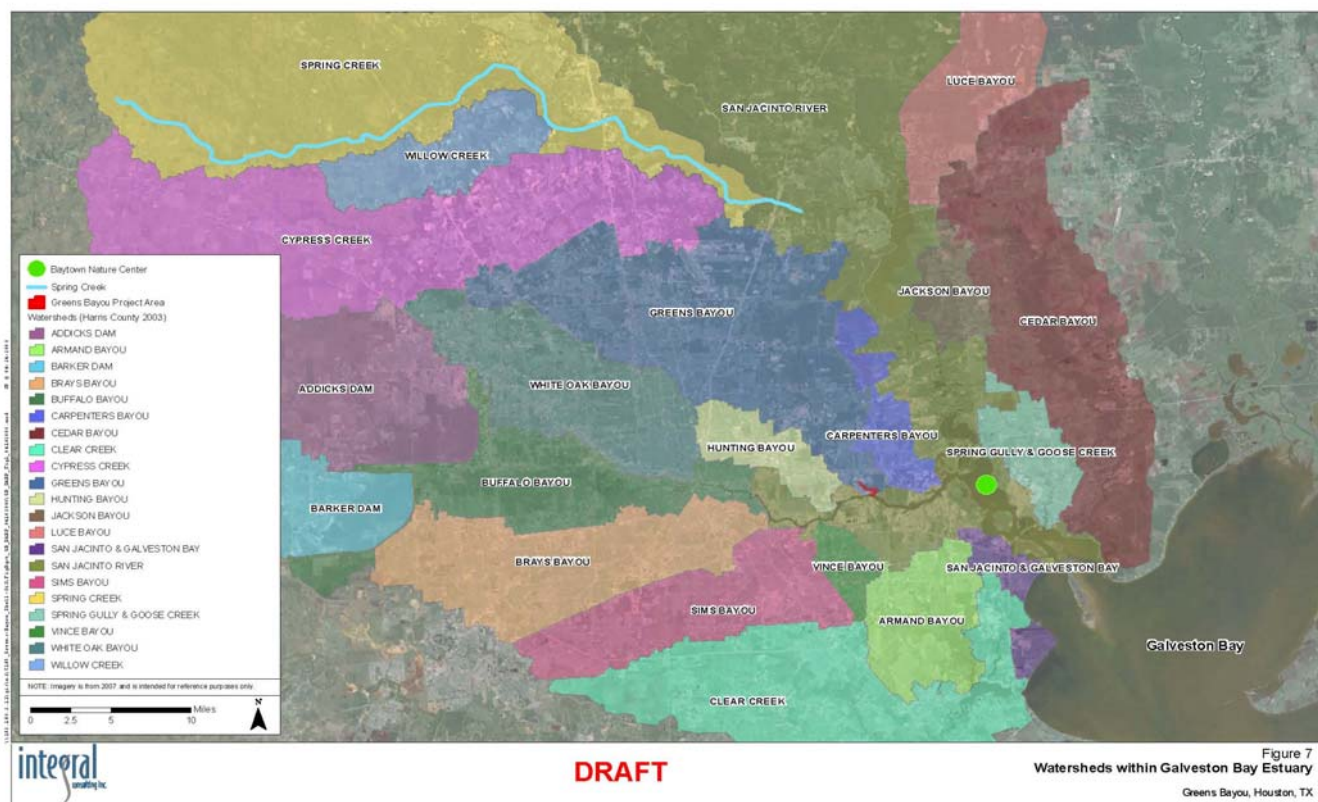 SPRING CREEK
LUCE BAYOU
SAN JACINTO RIVER
WILLOW CREEK
CYPRESS CREEK
JACKSON BAYOU
GREENS BAYOU
CEDAR BAYOU
ADDICKS DAM
WHITE OAK BAYOU
HUNTING BAYOU
CARPENTERS BAYOU
SPRING GULLY & GOOSE CREEK
BUFFALO BAYOU
BARKER DAM
BRAYS BAYOU
VINCE BAYOU
SAN JACINTO & GALVESTON BAY
SIMS BAYOU
ARMAND BAYOU
Galveston Bay
CLEAR CREEK
Baytown Nature Center
Spring Creek
Greens Bayou Project Area
Watersheds (Harris County 2003)
ADDICKS DAM
ARMAND BAYOU
BARKER DAM
BRAYS BAYOU
BUFFALO BAYOU
CARPENTERS BAYOU
CEDAR BAYOU
CLEAR CREEK
CYPRESS CREEK
GREENS BAYOU
HUNTING BAYOU
JACKSON BAYOU
LUCE BAYOU
SAN JACINTO & GALVESTON BAY
SAN JACINTO RIVER
SIMS BAYOU
SPRING CREEK
SPRING GULLY & GOOSE CREEK
VINCE BAYOU
WHITE OAK BAYOU
WILLOW CREEK
NOTE: Imagery is from 2007 and is intended for reference purposes only.
Miles
0 2.5 5 10
N
integral
consulting inc.
DRAFT
Figure 7
Watersheds within Galveston Bay Estuary
Greens Bayou, Houston, TX